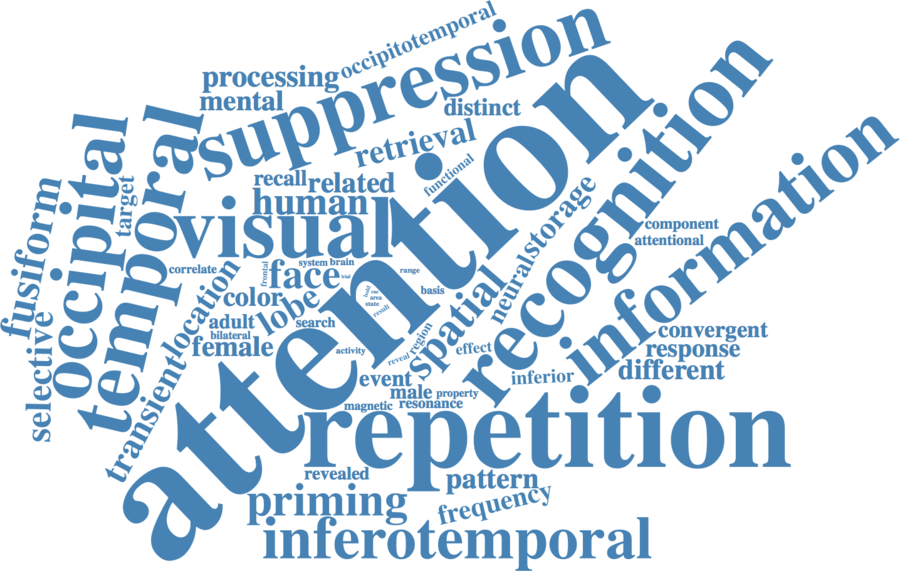 occipitotemporal
suppression
processing
mental
distinct
retrieval
attention
recognition
information
occipital
temporal
target
fusiform
recall
related
functional
human
visual
storage
neural
component
attentional
correlate
system
brain
frontal
face
trial
range
bold
area
state
result
basis
location
color
lobe
spatial
adult
search
bilateral
female
activity
reveal
region
effect
convergent
response
different
selective
transient
event
inferior
male
property
magnetic
resonance
repetition
revealed
pattern
priming
frequency
inferotemporal